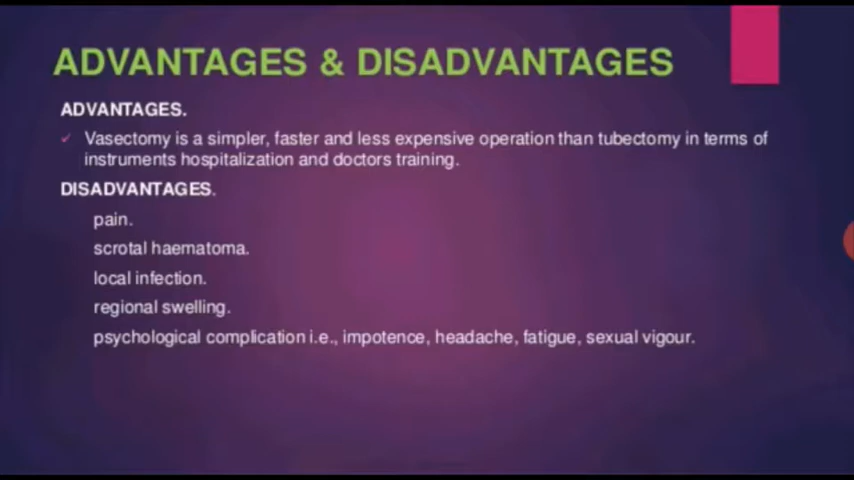 ADVANTAGES & DISADVANTAGES
ADVANTAGES.
✓ Vasectomy is a simpler, faster and less expensive operation than tubectomy in terms of
instruments hospitalization and doctors training.
DISADVANTAGES.
pain.
scrotal haematoma.
local infection.
regional swelling.
psychological complication i.e., impotence, headache, fatigue, sexual vigour.